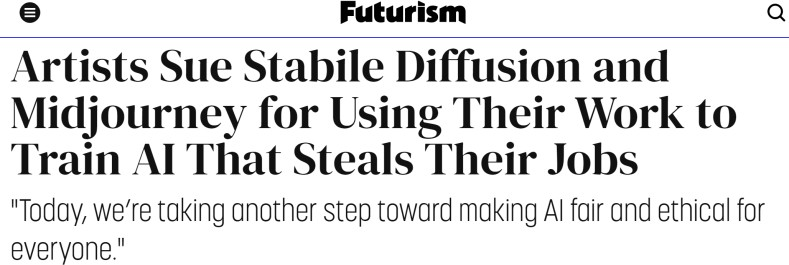 Futurism
Artists Sue Stabile Diffusion and
Midjourney for Using Their Work to
Train AI That Steals Their Jobs
"Today, we’re taking another step toward making AI fair and ethical for
everyone."